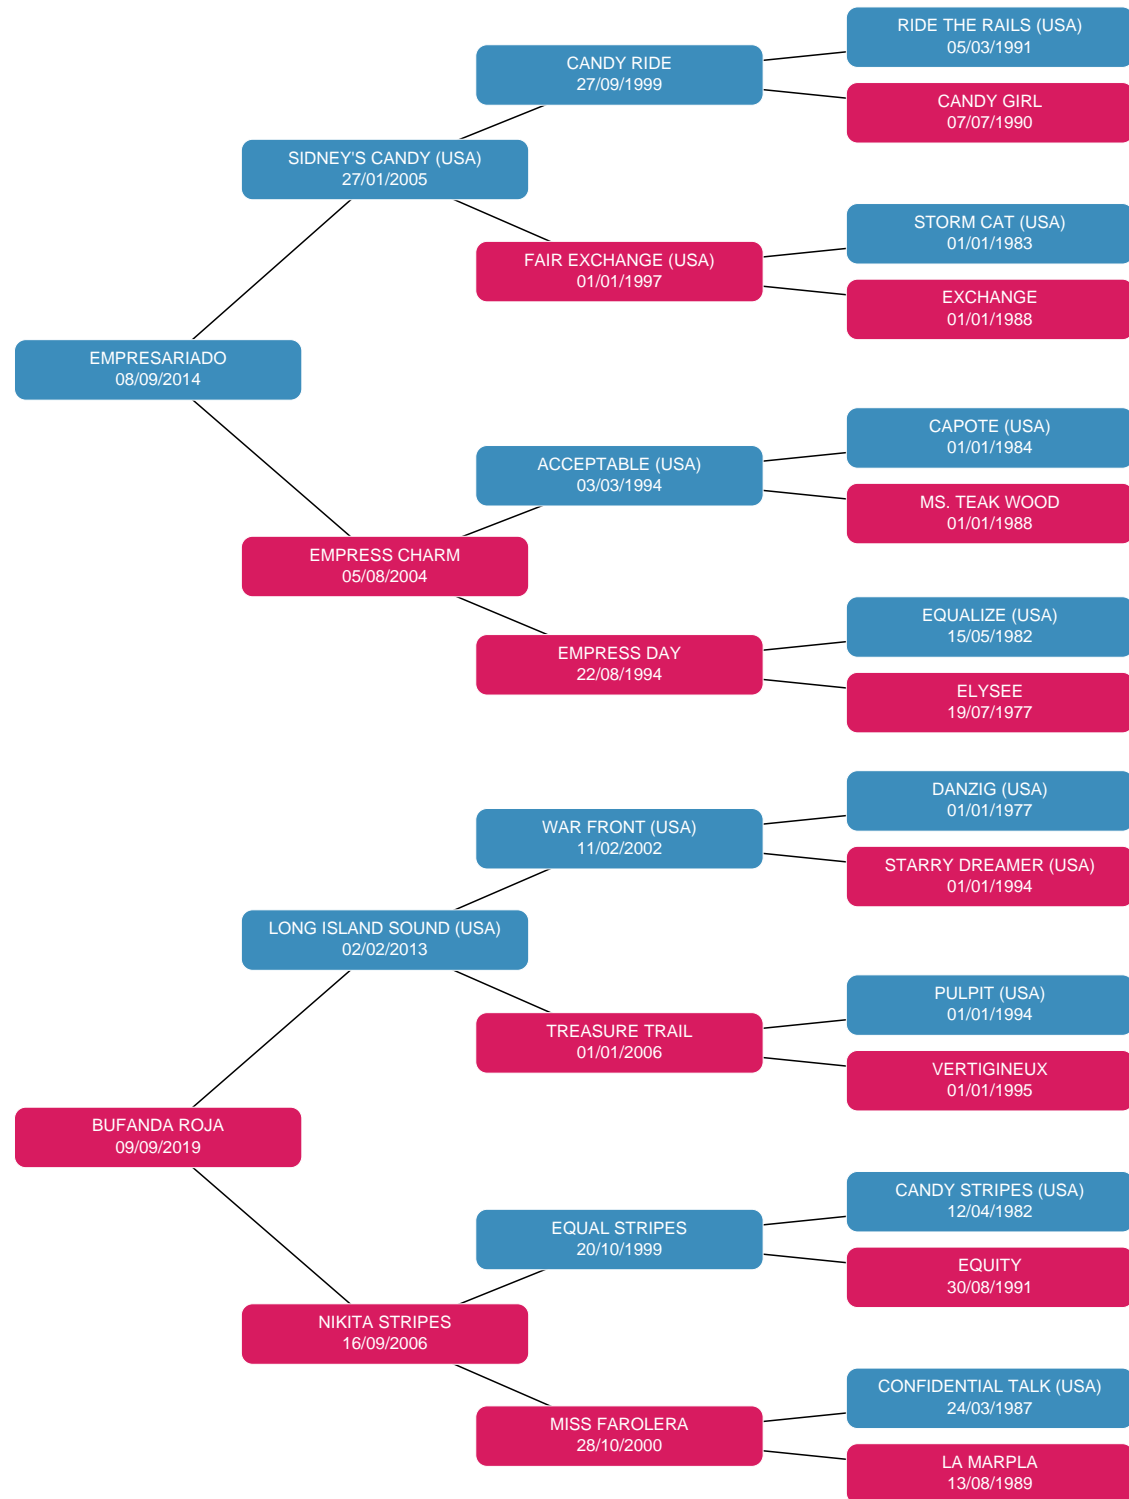 RIDE THE RAILS (USA)
05/03/1991
CANDY RIDE
27/09/1999
CANDY GIRL
07/07/1990
SIDNEY'S CANDY (USA)
27/01/2005
STORM CAT (USA)
01/01/1983
FAIR EXCHANGE (USA)
01/01/1997
EXCHANGE
01/01/1988
EMPRESARIADO
08/09/2014
CAPOTE (USA)
01/01/1984
ACCEPTABLE (USA)
03/03/1994
MS. TEAK WOOD
01/01/1988
EMPRESS CHARM
05/08/2004
EQUALIZE (USA)
15/05/1982
EMPRESS DAY
22/08/1994
ELYSEE
19/07/1977
DANZIG (USA)
01/01/1977
WAR FRONT (USA)
11/02/2002
STARRY DREAMER (USA)
01/01/1994
LONG ISLAND SOUND (USA)
02/02/2013
PULPIT (USA)
01/01/1994
TREASURE TRAIL
01/01/2006
VERTIGINEUX
01/01/1995
BUFANDA ROJA
09/09/2019
CANDY STRIPES (USA)
12/04/1982
EQUAL STRIPES
20/10/1999
EQUITY
30/08/1991
NIKITA STRIPES
16/09/2006
CONFIDENTIAL TALK (USA)
24/03/1987
MISS FAROLERA
28/10/2000
LA MARPLA
13/08/1989